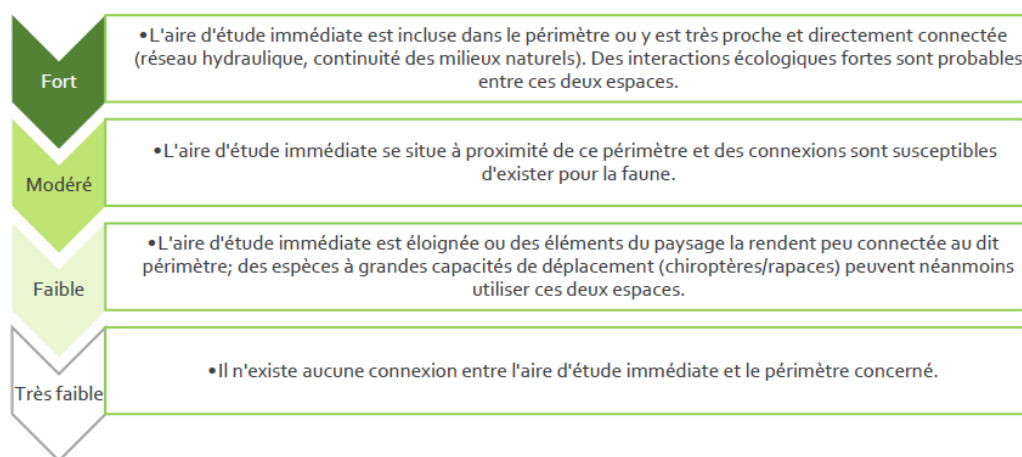 Fort
•L'aire d'étude immédiate est incluse dans le périmètre ou y est très proche et directement connectée
(réseau hydraulique, continuité des milieux naturels). Des interactions écologiques fortes sont probables
entre ces deux espaces.
Modéré
•L'aire d'étude immédiate se situe à proximité de ce périmètre et des connexions sont susceptibles
d'exister pour la faune.
Faible
•L'aire d'étude immédiate est éloignée ou des éléments du paysage la rendent peu connectée au dit
périmètre; des espèces à grandes capacités de déplacement (chiroptères/rapaces) peuvent néanmoins
utiliser ces deux espaces.
Très faible
•Il n'existe aucune connexion entre l'aire d'étude immédiate et le périmètre concerné.